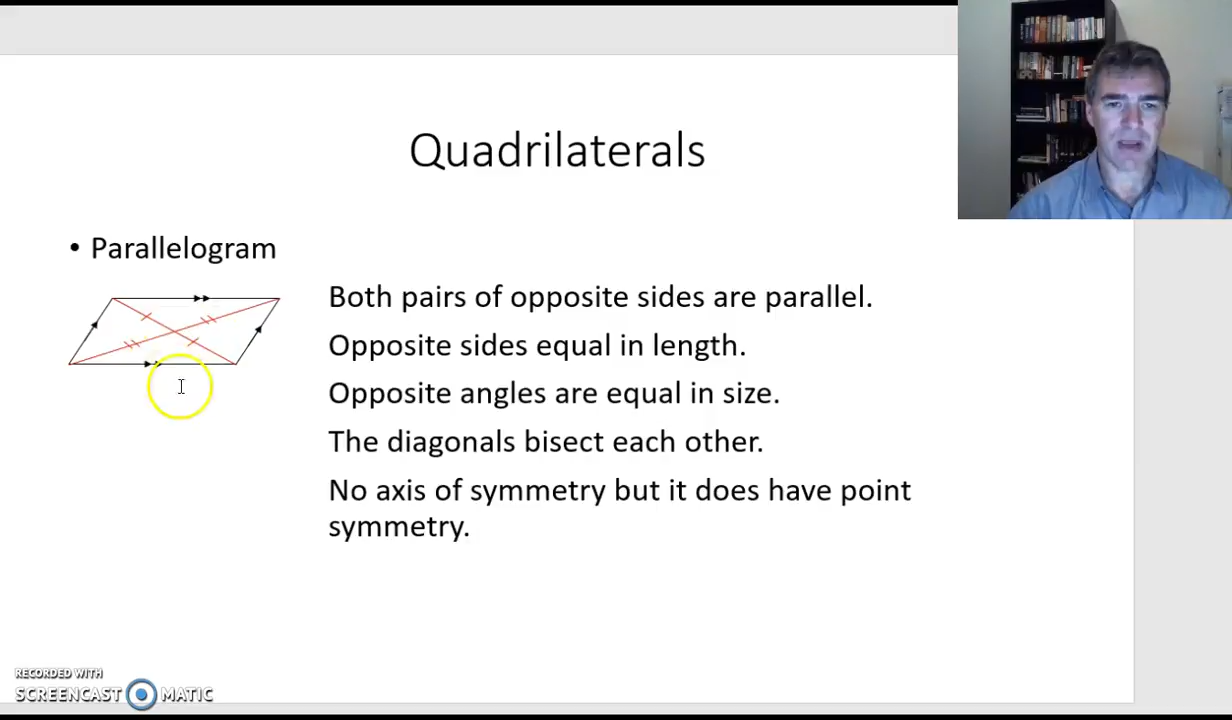 Quadrilaterals
• Parallelogram
Both pairs of opposite sides are parallel.
Opposite sides equal in length.
Opposite angles are equal in size.
The diagonals bisect each other.
No axis of symmetry but it does have point
symmetry.
RECORDED WITH
SCREENCAST MATIC